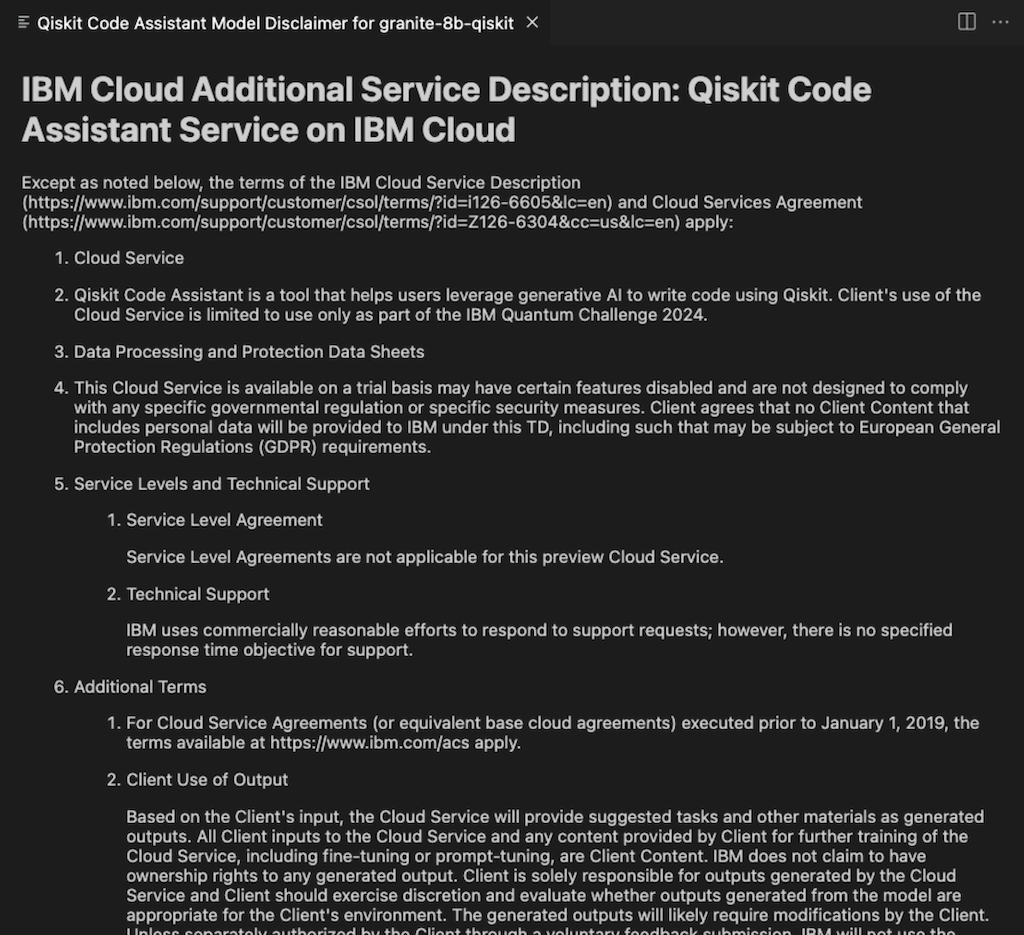 Qiskit Code Assistant Model Disclaimer for granite-8b-qiskit
IBM Cloud Additional Service Description: Qiskit Code
Assistant Service on IBM Cloud
Except as noted below, the terms of the IBM Cloud Service Description
(https://www.ibm.com/support/customer/csol/terms/?id=i126-6605&lc=en) and Cloud Services Agreement
(https://www.ibm.com/support/customer/csol/terms/?id=Z126-6304&cc=us&lc=en) apply:
1. Cloud Service
2. Qiskit Code Assistant is a tool that helps users leverage generative AI to write code using Qiskit. Client's use of the
Cloud Service is limited to use only as part of the IBM Quantum Challenge 2024.
3. Data Processing and Protection Data Sheets
4. This Cloud Service is available on a trial basis may have certain features disabled and are not designed to comply
with any specific governmental regulation or specific security measures. Client agrees that no Client Content that
includes personal data will be provided to IBM under this TD, including such that may be subject to European General
Protection Regulations (GDPR) requirements.
5. Service Levels and Technical Support
1. Service Level Agreement
Service Level Agreements are not applicable for this preview Cloud Service.
2. Technical Support
IBM uses commercially reasonable efforts to respond to support requests; however, there is no specified
response time objective for support.
6. Additional Terms
1. For Cloud Service Agreements (or equivalent base cloud agreements) executed prior to January 1, 2019, the
terms available at https://www.ibm.com/acs apply.
2. Client Use of Output
Based on the Client's input, the Cloud Service will provide suggested tasks and other materials as generated
outputs. All Client inputs to the Cloud Service and any content provided by Client for further training of the
Cloud Service, including fine-tuning or prompt-tuning, are Client Content. IBM does not claim to have
ownership rights to any generated output. Client is solely responsible for outputs generated by the Cloud
Service and Client should exercise discretion and evaluate whether outputs generated from the model are
appropriate for the Client's environment. The generated outputs will likely require modifications by the Client.
Unless separately authorized by the Client through a voluntary feedback submission, IBM will not use the